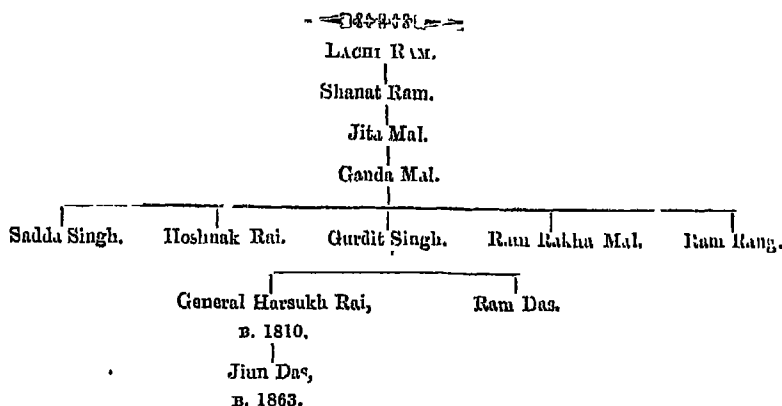 LACHI RAM.
Shanat Ram.
Jita Mal.
Ganda Mal.
Sadda Singh. Hoshnak Rai. Gurdit Singh. Ram Rakha Mal. Ram Rang.
General Harsukh Rai, Ram Das.
B. 1810.
Jiun Das,
B. 1863.